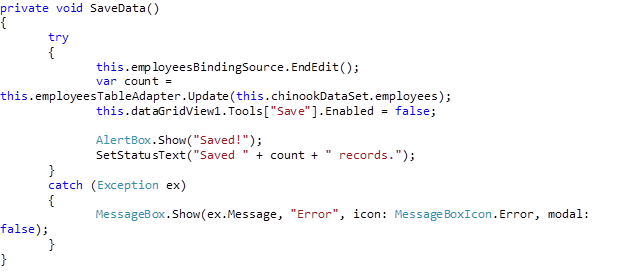 private void SaveData()
{
try
{
this.employeesBindingSource.EndEdit();
var count =
this.employeesTableAdapter.Update(this.chinookDataSet.employees);
this.dataGridView1.Tools["Save"].Enabled = false;
AlertBox.Show("Saved!");
SetStatusText("Saved " + count + " records.");
}
catch (Exception ex)
{
MessageBox.Show(ex.Message, "Error", icon: MessageBoxIcon.Error, modal:
false);
}
}